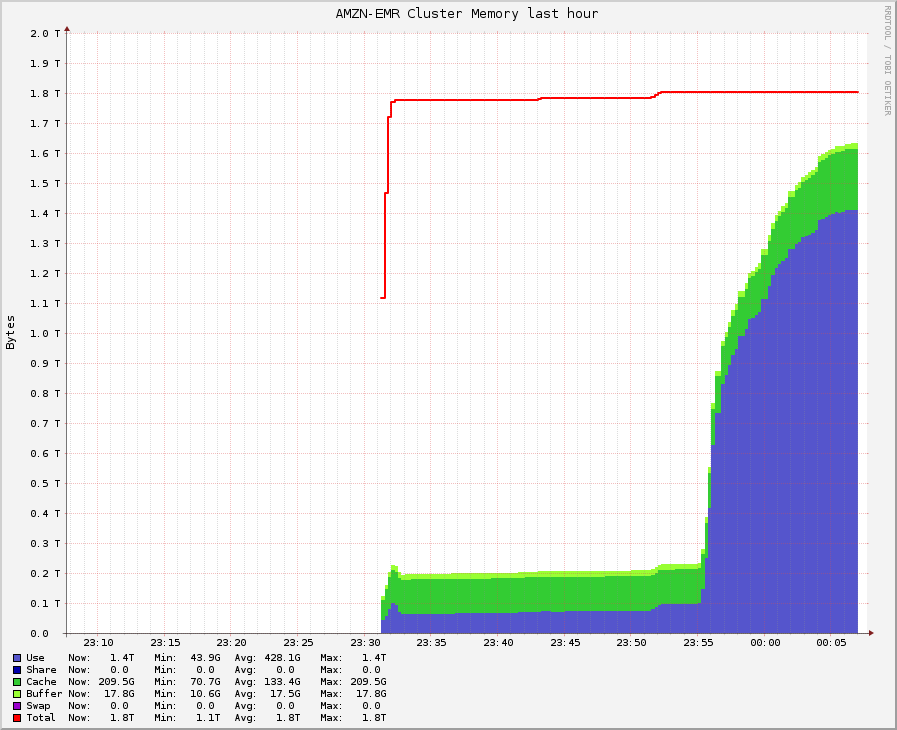 AMZN-EMR Cluster Memory last hour
RRDTOOL / TOBI OETIKER
Bytes
2.0 T
1.9 T
1.8 T
1.7 T
1.6 T
1.5 T
1.4 T
1.3 T
1.2 T
1.1 T
1.0 T
0.9 T
0.8 T
0.7 T
0.6 T
0.5 T
0.4 T
0.3 T
0.2 T
0.1 T
0.0
23:10 23:15 23:20 23:25 23:30 23:35 23:40 23:45 23:50 23:55 00:00 00:05
Use Now: 1.4T Min: 43.9G Avg: 428.1G Max: 1.4T
Share Now: 0.0 Min: 0.0 Avg: 0.0 Max: 0.0
Cache Now: 209.5G Min: 70.7G Avg: 133.4G Max: 209.5G
Buffer Now: 17.8G Min: 10.6G Avg: 17.5G Max: 17.8G
Swap Now: 0.0 Min: 0.0 Avg: 0.0 Max: 0.0
Total Now: 1.8T Min: 1.1T Avg: 1.8T Max: 1.8T